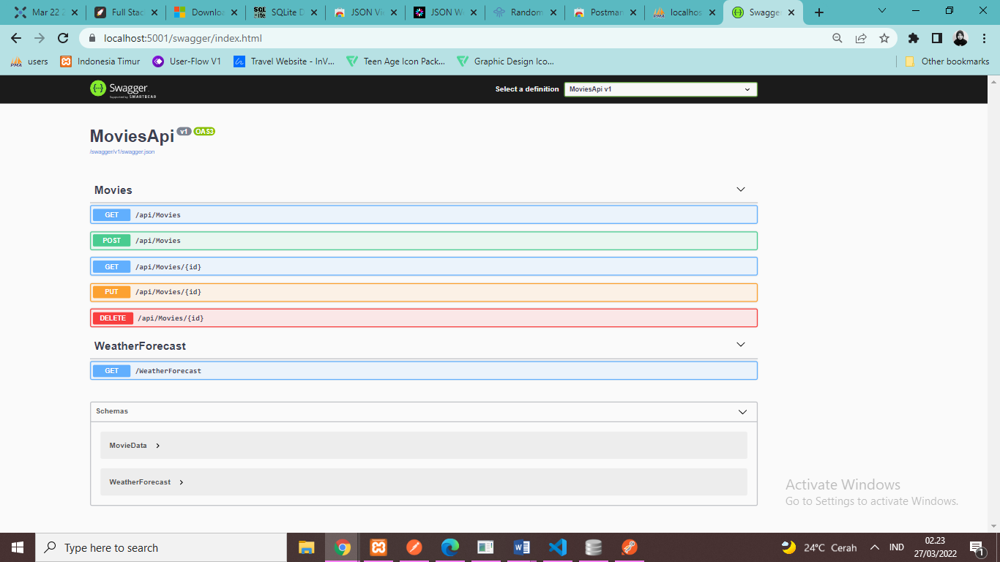 Mar 22 2
Full Stac
Downloa
SQLite D
JSON Vi
JSON W
Random
Postman
localhos
Swagge
localhost:5001/swagger/index.html
users
Indonesia Timur
User-Flow V1
Travel Website - InV...
Teen Age Icon Pack...
Graphic Design Ico...
Other bookmarks
Swagger
Supported by SMARTBEAR
Select a definition
MoviesApi v1
MoviesApi v1 OAS3
/swagger/v1/swagger.json
Movies
GET /api/Movies
POST /api/Movies
GET /api/Movies/{id}
PUT /api/Movies/{id}
DELETE /api/Movies/{id}
WeatherForecast
GET /WeatherForecast
Schemas
MovieData
WeatherForecast
Activate Windows
Go to Settings to activate Windows.
Type here to search
24°C Cerah
IND
02.23
27/03/2022
1